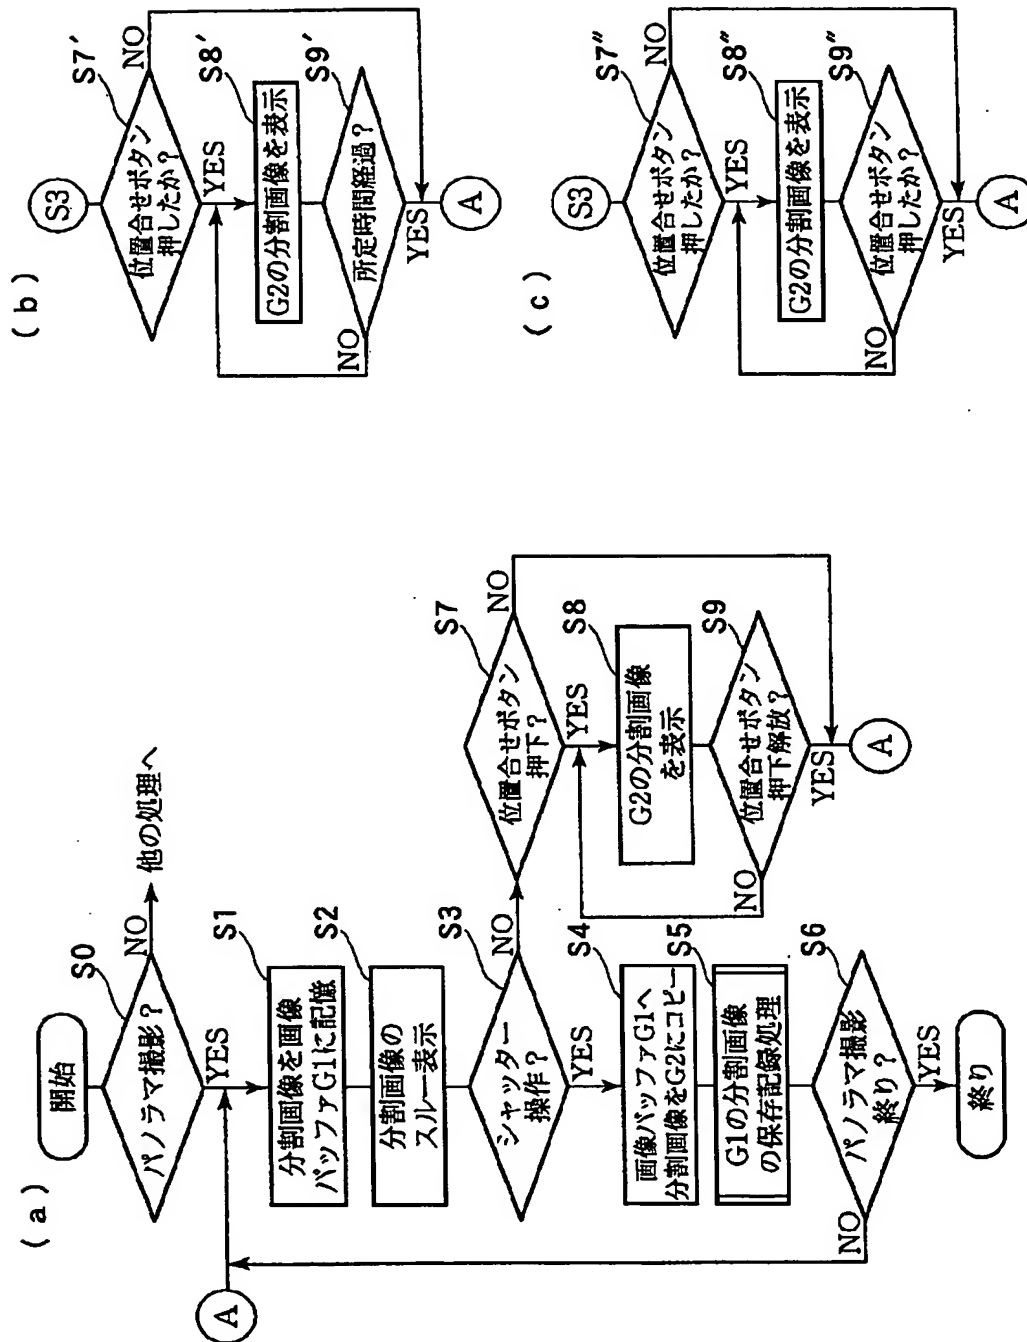 (a)
開始
パノラマ撮影?
S0
NO
他の処理へ
YES
A
分割画像を画像
バッファG1に記憶
S1
分割画像の
スルー表示
S2
シャッター
操作?
S3
NO
YES
画像バッファG1へ
分割画像をG2にコピー
S4
G1の分割画像
の保存記録処理
S5
パノラマ撮影
終り?
S6
NO
YES
終り
位置合せボタン
押下?
S7
NO
YES
G2の分割画像
を表示
S8
位置合せボタン
押下解放?
S9
NO
YES
A
(b)
S3
位置合せボタン
押したか?
S7′
NO
YES
G2の分割画像を表示
S8′
所定時間経過?
S9′
NO
YES
A
(c)
S3
位置合せボタン
押したか?
S7″
NO
YES
G2の分割画像を表示
S8″
位置合せボタン
押したか?
S9″
NO
YES
A